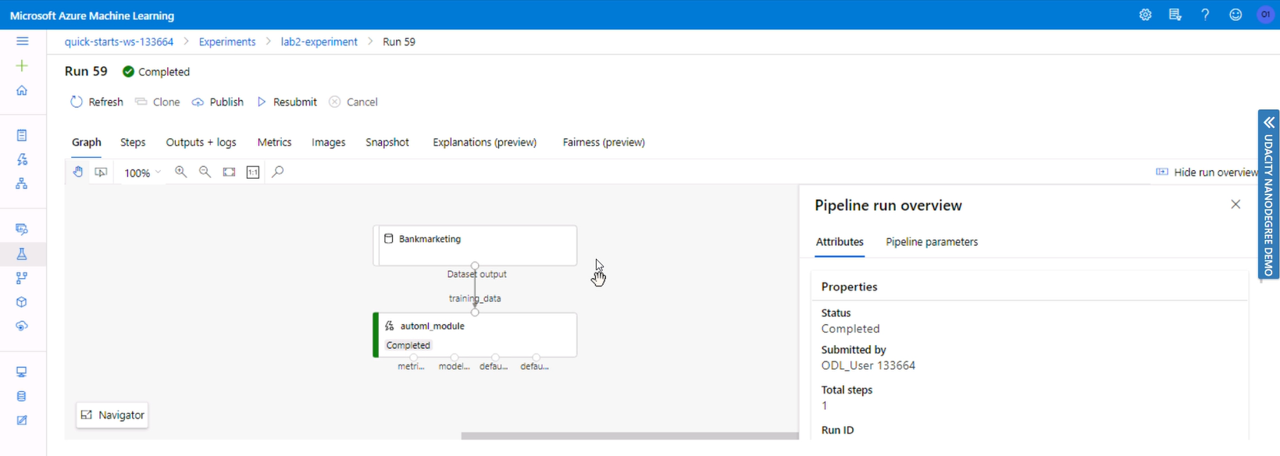 Microsoft Azure Machine Learning
01
quick-starts-ws-133664 > Experiments > lab2-experiment > Run 59
Run 59 Completed
Refresh Clone Publish Resubmit Cancel
Graph Steps Outputs + logs Metrics Images Snapshot Explanations (preview) Fairness (preview)
100% 1:1 Hide run overview
Pipeline run overview
Attributes Pipeline parameters
Properties
Status
Completed
Submitted by
ODL_User 133664
Total steps
1
Run ID
Bankmarketing
Dataset output
training_data
automl_module
Completed
metri... model... defau... defau...
Navigator
UDACITY NANODEGREE DEMO